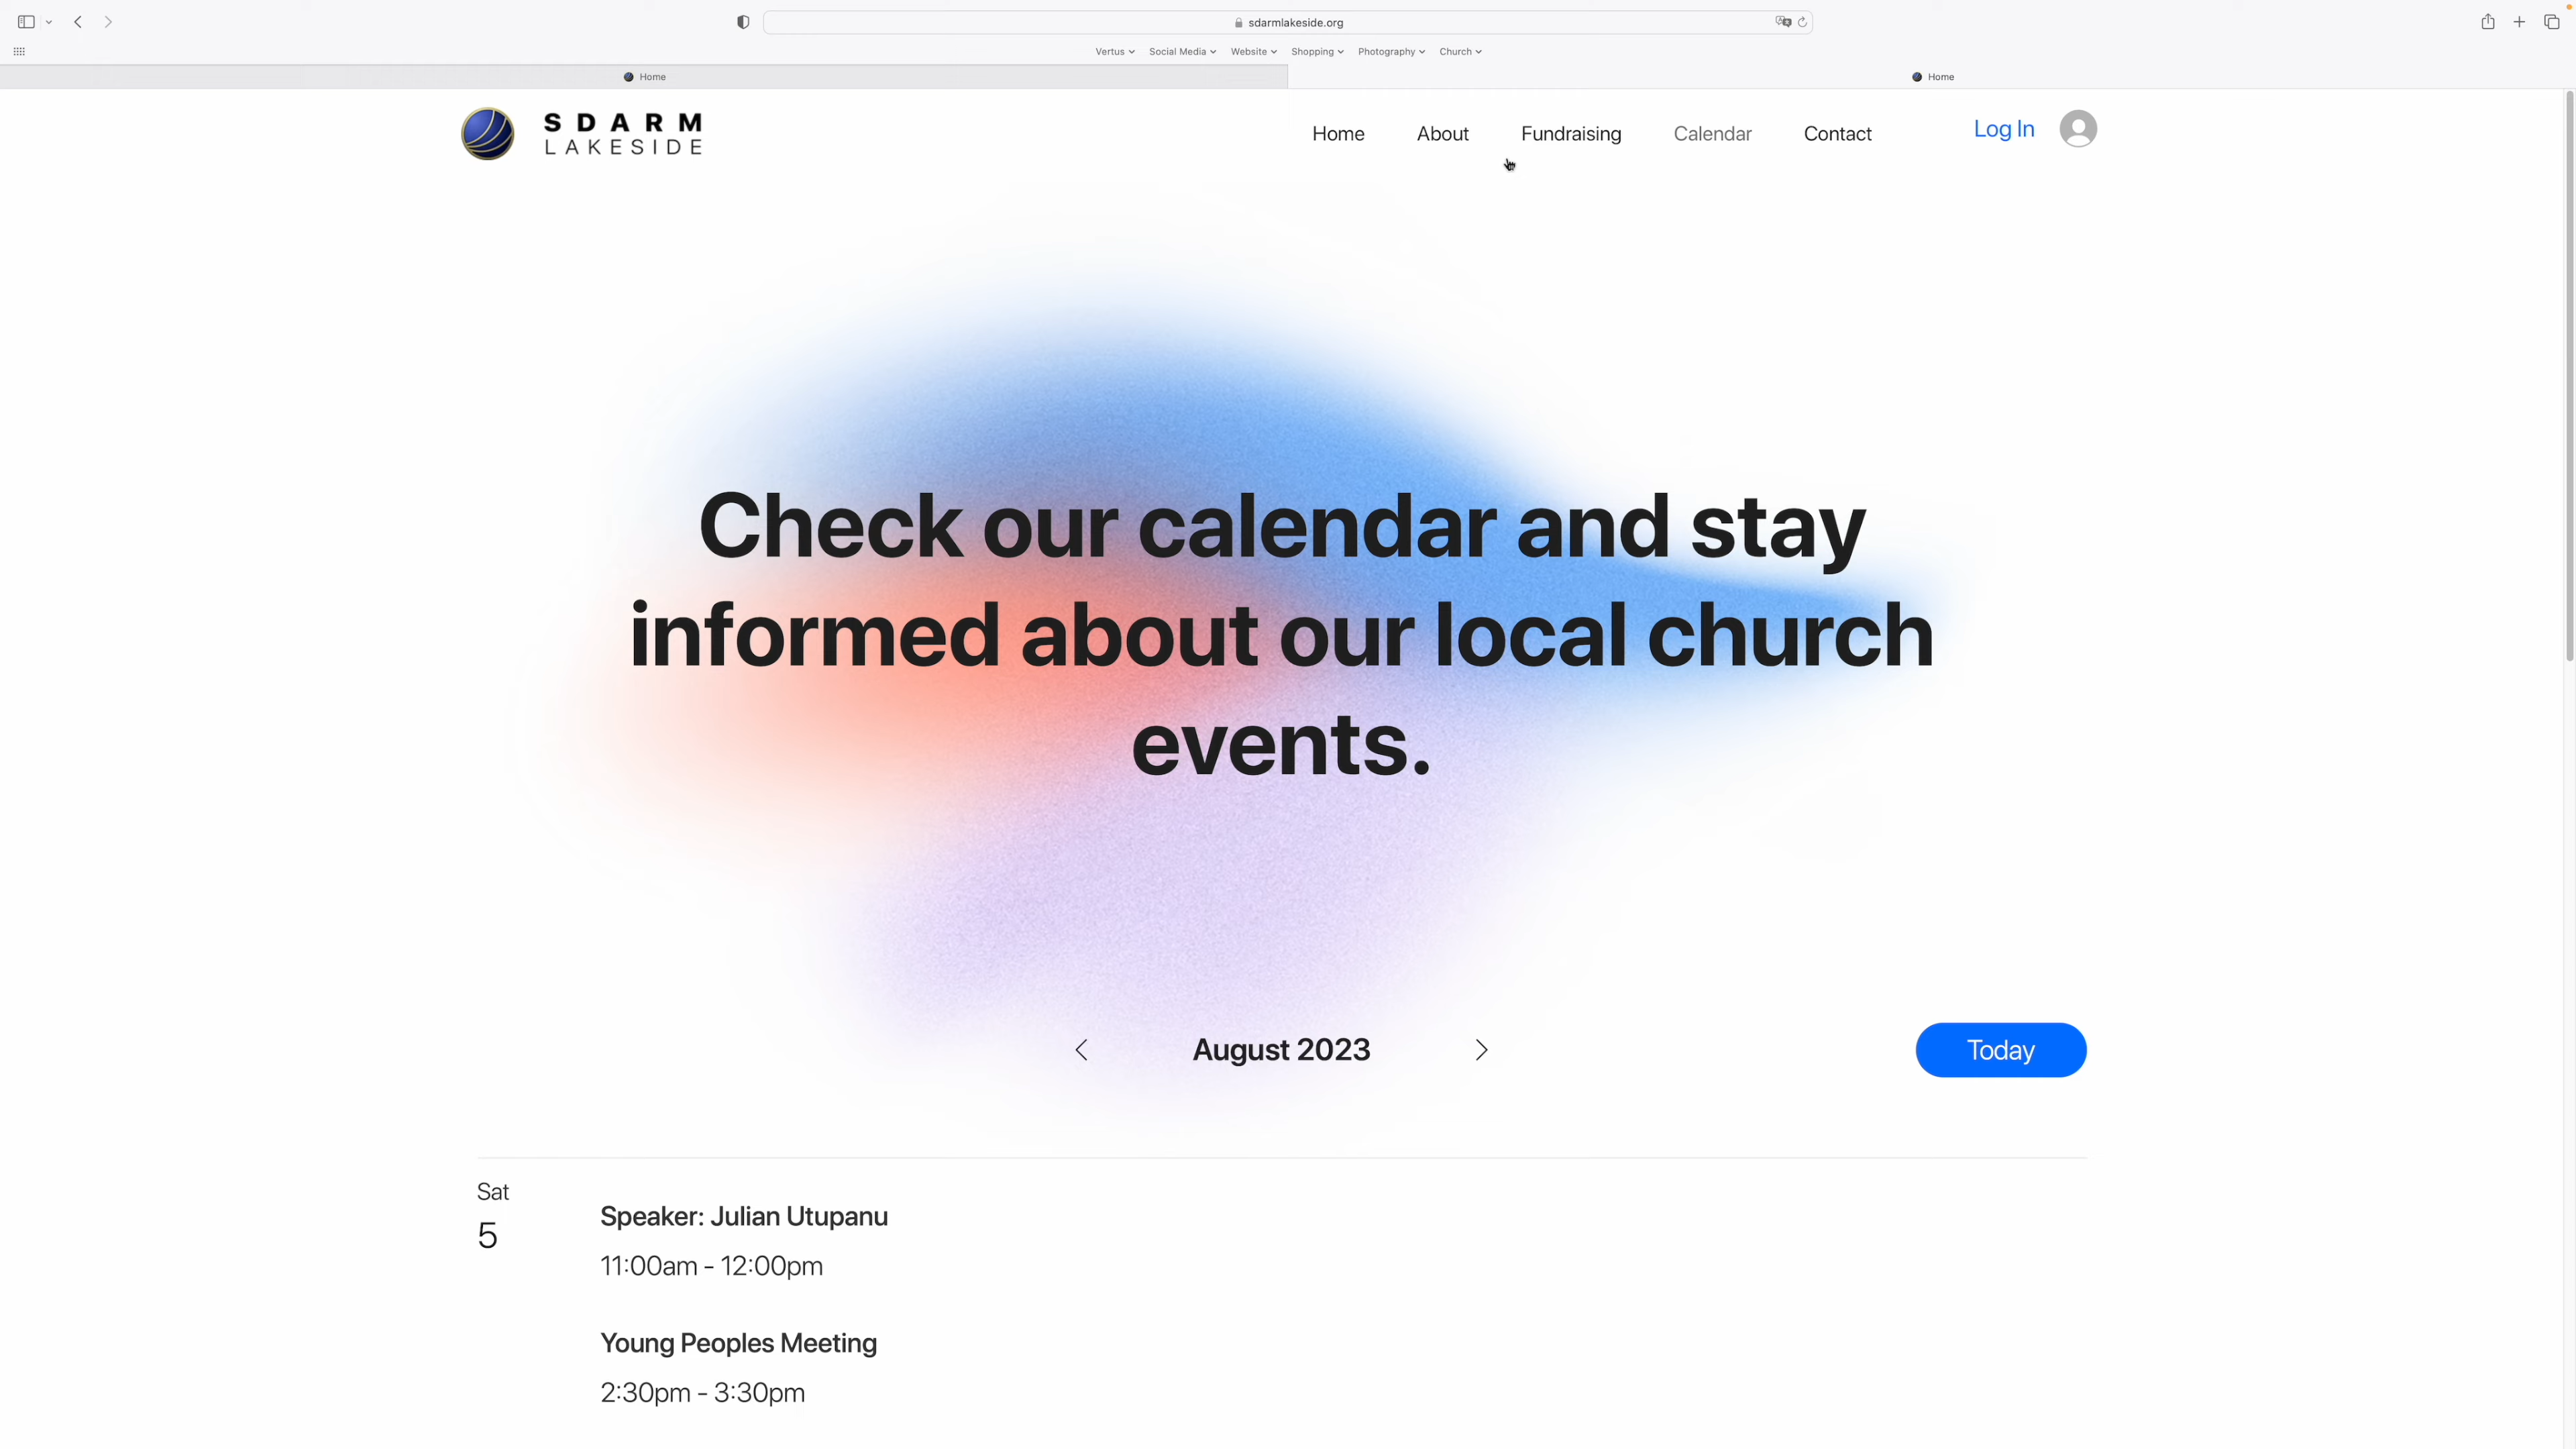 sdarmlakeside.org
Vertus Social Media Website Shopping Photography Church
Home
Home
SDARM
LAKESIDE
Home About Fundraising Calendar Contact Log In
Check our calendar and stay
informed about our local church
events.
August 2023
Today
Sat
5
Speaker: Julian Utupanu
11:00am - 12:00pm
Young Peoples Meeting
2:30pm - 3:30pm